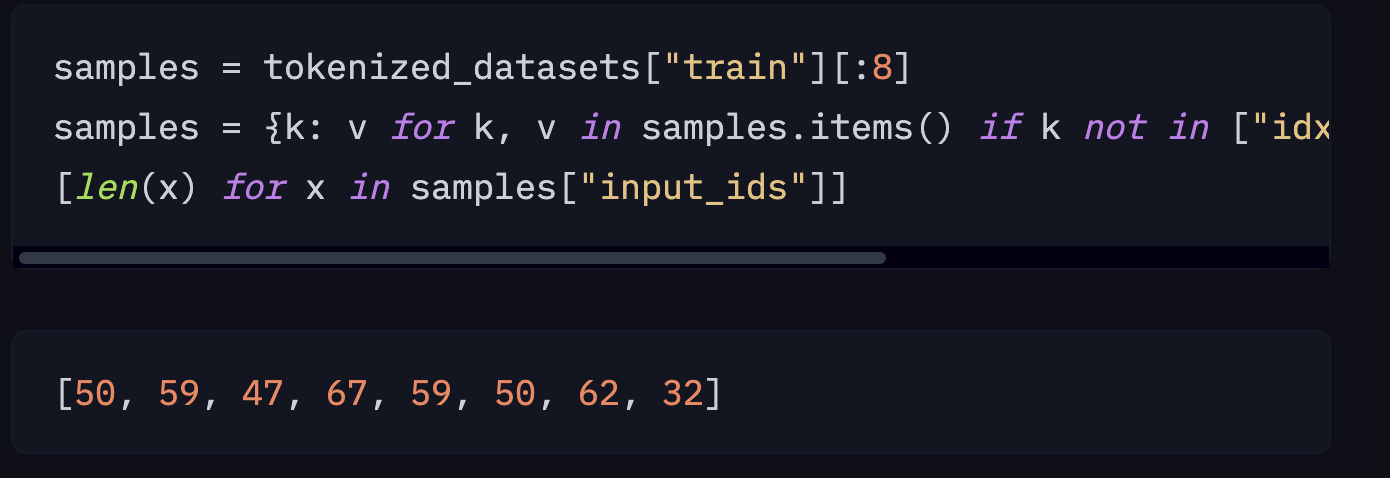 samples = tokenized_datasets["train"][:8]
samples = {k: v for k, v in samples.items() if k not in ["idx
[len(x) for x in samples["input_ids"]]
[50, 59, 47, 67, 59, 50, 62, 32]